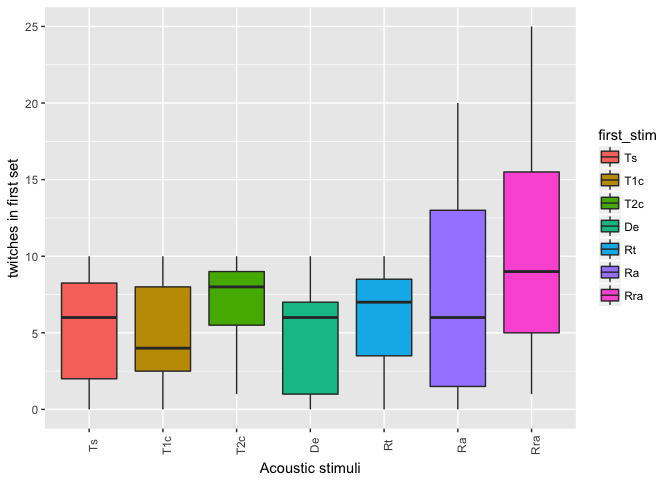 25
20
15
10
5
0
twitches in first set
Ts
T1c
T2c
De
Rt
Ra
Rra
Acoustic stimuli
first_stim
Ts
T1c
T2c
De
Rt
Ra
Rra